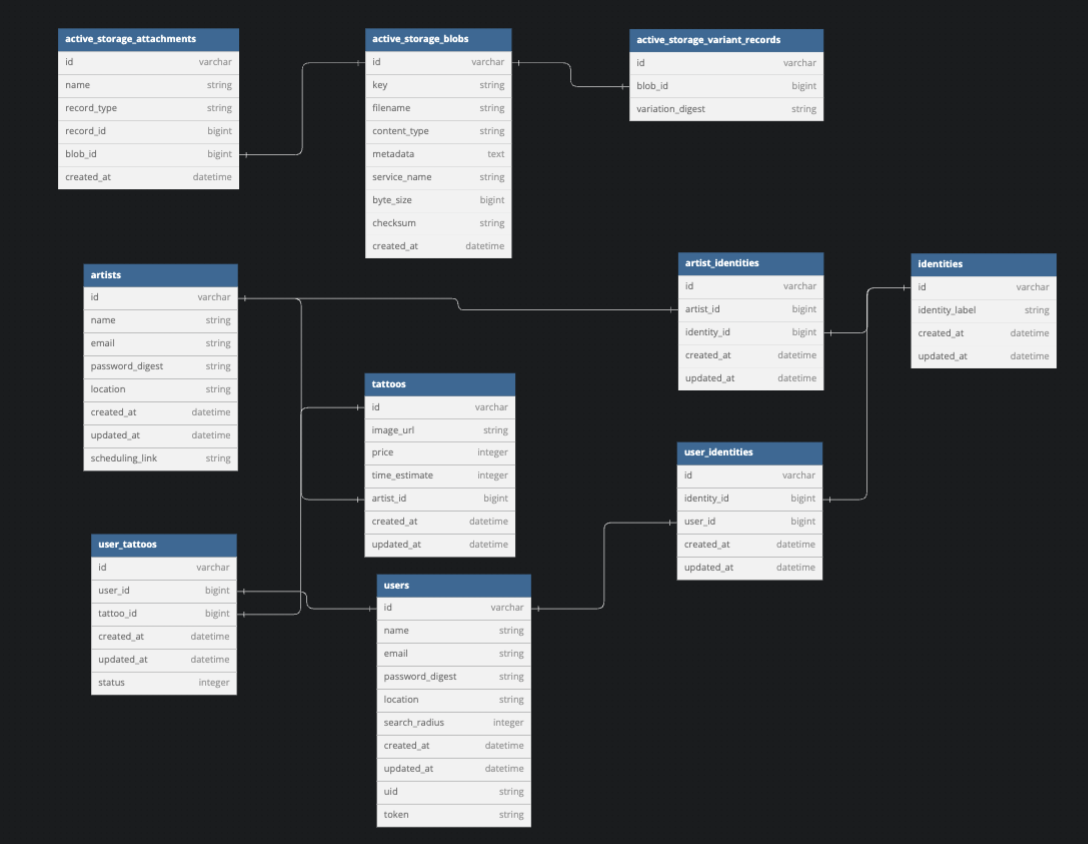 active_storage_attachments
id varchar
name string
record_type string
record_id bigint
blob_id bigint
created_at datetime
active_storage_blobs
id varchar
key string
filename string
content_type string
metadata text
service_name string
byte_size bigint
checksum string
created_at datetime
active_storage_variant_records
id varchar
blob_id bigint
variation_digest string
artists
id varchar
name string
email string
password_digest string
location string
created_at datetime
updated_at datetime
scheduling_link string
tattoos
id varchar
image_url string
price integer
time_estimate integer
artist_id bigint
created_at datetime
updated_at datetime
artist_identities
id varchar
artist_id bigint
identity_id bigint
created_at datetime
updated_at datetime
identities
id varchar
identity_label string
created_at datetime
updated_at datetime
user_identities
id varchar
identity_id bigint
user_id bigint
created_at datetime
updated_at datetime
user_tattoos
id varchar
user_id bigint
tattoo_id bigint
created_at datetime
updated_at datetime
status integer
users
id varchar
name string
email string
password_digest string
location string
search_radius integer
created_at datetime
updated_at datetime
uid string
token string